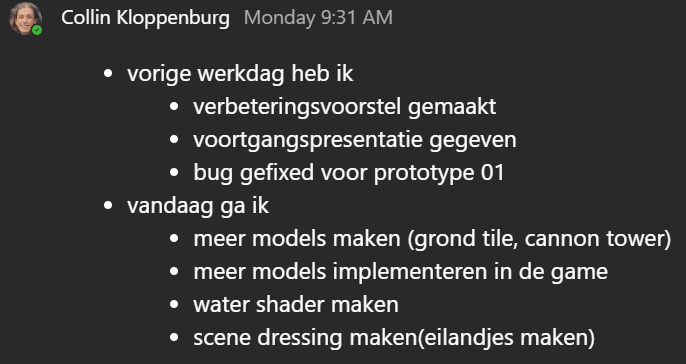 Collin Kloppenburg Monday 9:31 AM
• vorige werkdag heb ik
• verbeteringsvoorstel gemaakt
• voortgangspresentatie gegeven
• bug gefixed voor prototype 01
• vandaag ga ik
• meer models maken (grond tile, cannon tower)
• meer models implementeren in de game
• water shader maken
• scene dressing maken(eilandjes maken)